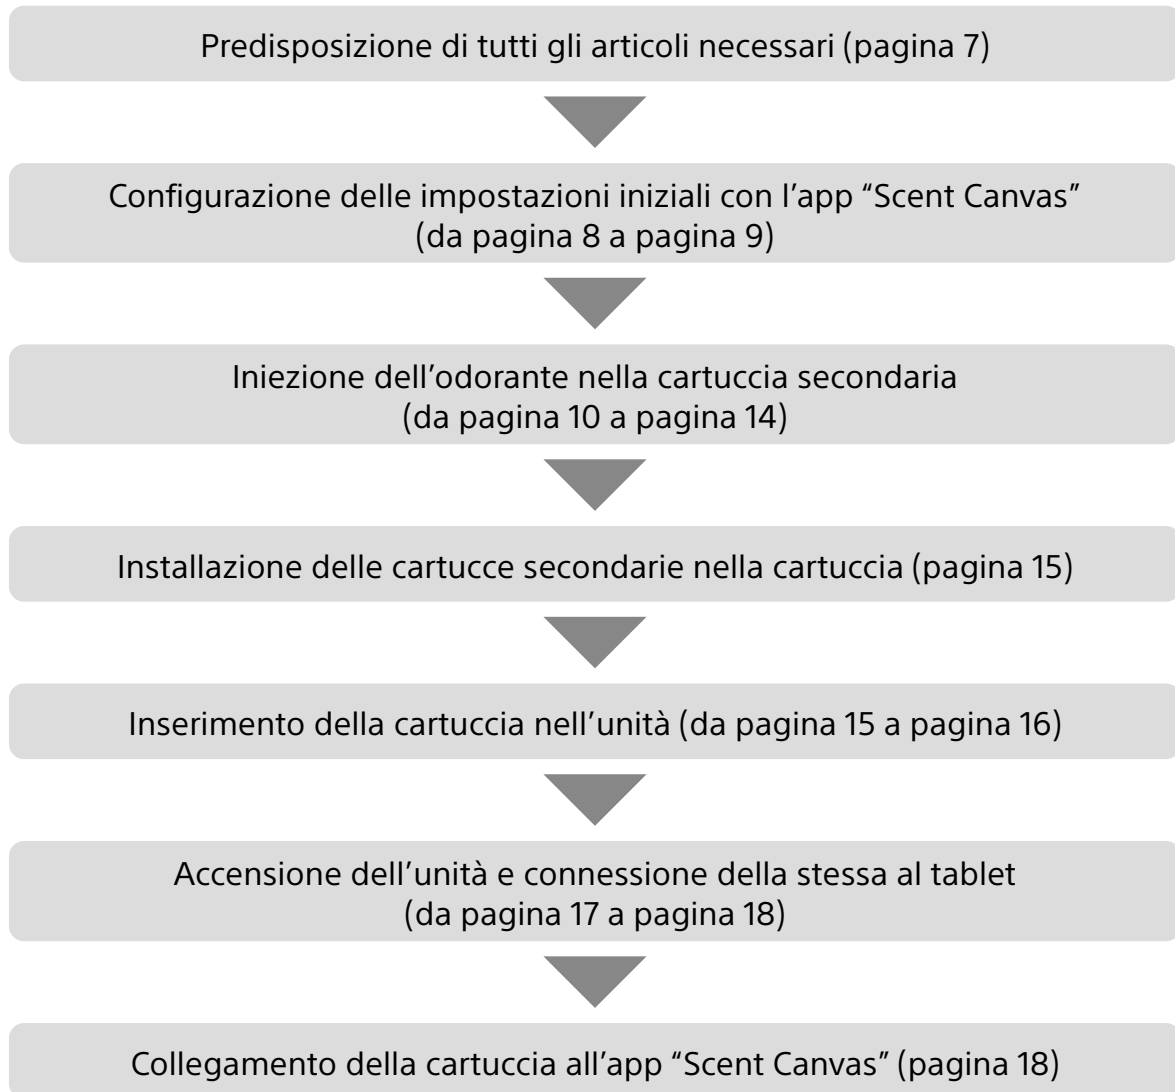 Predisposizione di tutti gli articoli necessari (pagina 7)
Configurazione delle impostazioni iniziali con l’app “Scent Canvas”
(da pagina 8 a pagina 9)
Iniezione dell’odorante nella cartuccia secondaria
(da pagina 10 a pagina 14)
Installazione delle cartucce secondarie nella cartuccia (pagina 15)
Inserimento della cartuccia nell’unità (da pagina 15 a pagina 16)
Accensione dell’unità e connessione della stessa al tablet
(da pagina 17 a pagina 18)
Collegamento della cartuccia all’app “Scent Canvas” (pagina 18)